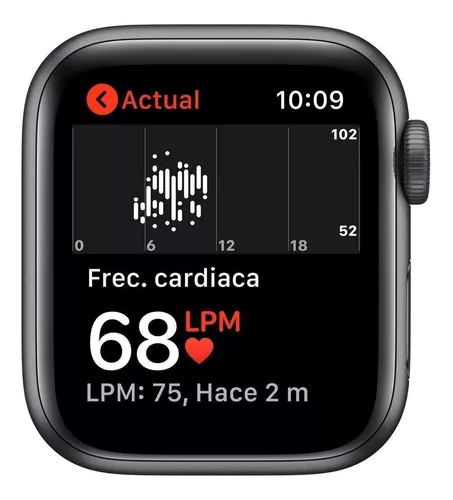 Actual 10:09
102
52
0 6 12 18
Frec. cardiaca
68 LPM
LPM: 75, Hace 2 m